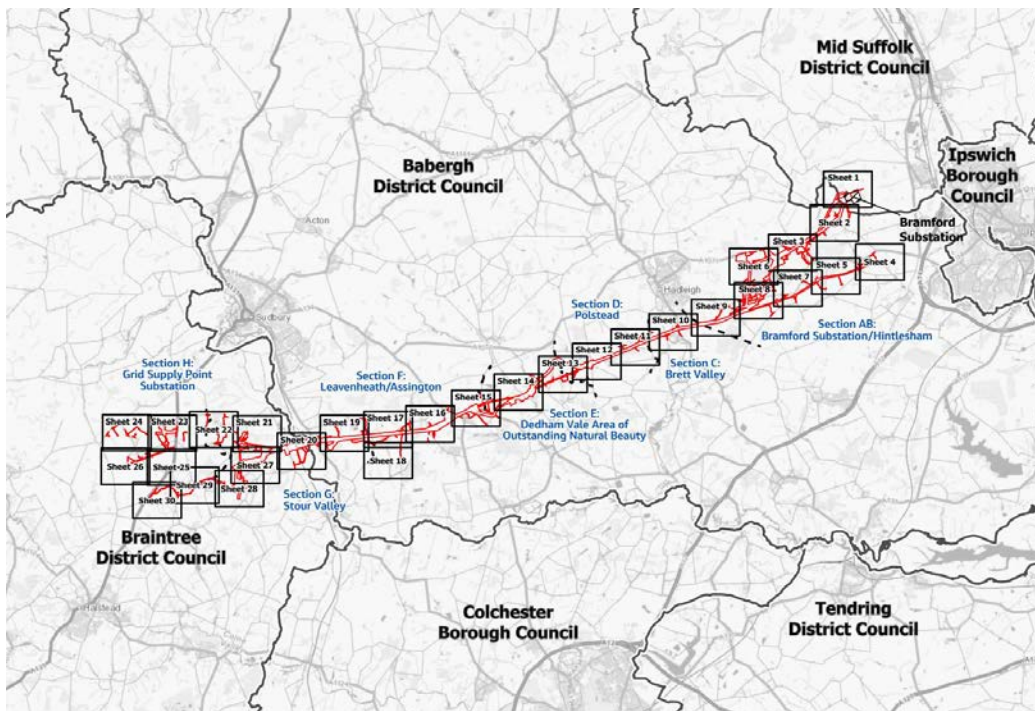 Mid Suffolk
District Council
Babergh
District Council
Ipswich
Borough
Council
Sheet 1
Sheet 2
Bramford
Substation
Sheet 3
Sheet 4
Sheet 5
Sheet 6
Sheet 7
Sheet 8
Acton
Hadleigh
Sheet 9
Section AB:
Bramford Substation/Hintlesham
Section D:
Polstead
Sheet 10
Sheet 11
Sudbury
Sheet 12
Section C:
Brett Valley
Sheet 13
Section H:
Grid Supply Point
Substation
Section F:
Leavenheath/Assington
Sheet 14
Sheet 15
Section E:
Dedham Vale Area of
Outstanding Natural Beauty
Sheet 24
Sheet 23
Sheet 22
Sheet 21
Sheet 20
Sheet 19
Sheet 17
Sheet 16
Sheet 26
Sheet 25
Sheet 27
Sheet 18
Sheet 29
Sheet 28
Sheet 30
Section G:
Stour Valley
Braintree
District Council
Halstead
Colchester
Borough Council
Tendring
District Council